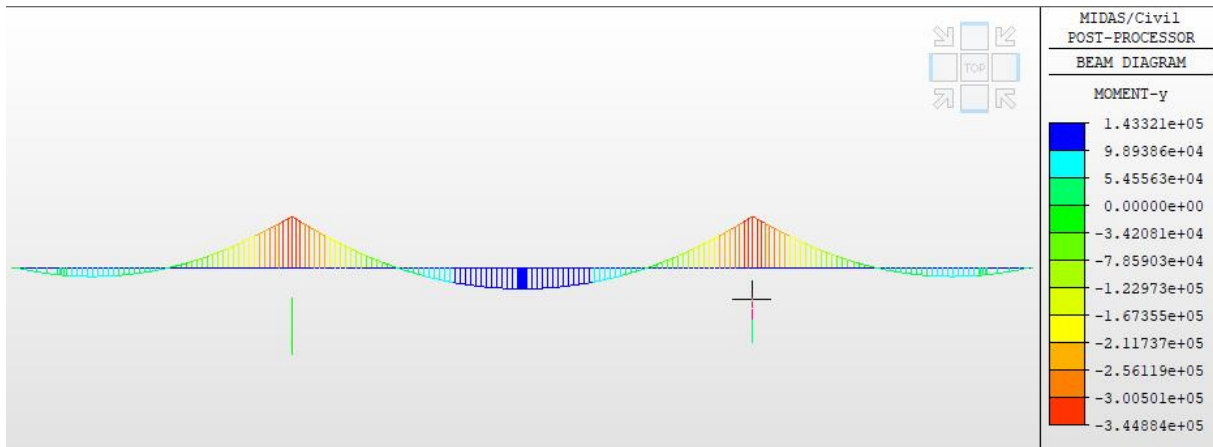 TOP
MIDAS/Civil
POST-PROCESSOR
BEAM DIAGRAM
MOMENT-y
1.43321e+05
9.89386e+04
5.45563e+04
0.00000e+00
-3.42081e+04
-7.85903e+04
-1.22973e+05
-1.67355e+05
-2.11737e+05
-2.56119e+05
-3.00501e+05
-3.44884e+05